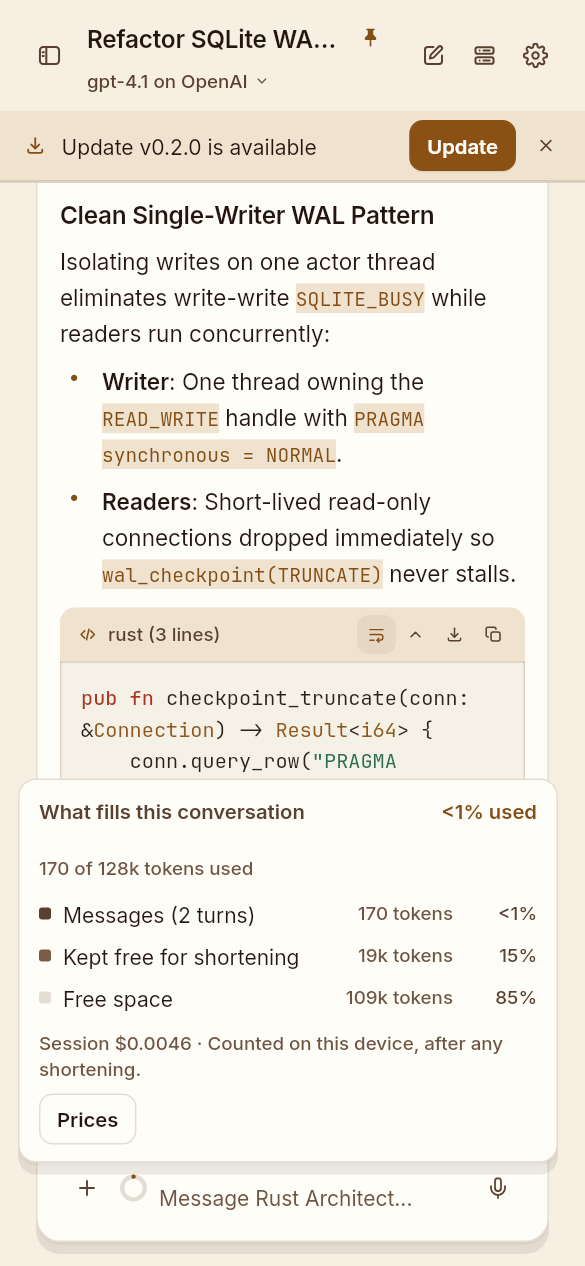 Refactor SQLite WA...
gpt-4.1 on OpenAI
Update v0.2.0 is available
Update
Clean Single-Writer WAL Pattern
Isolating writes on one actor thread
eliminates write-write SQLITE_BUSY while
readers run concurrently:
• Writer: One thread owning the
READ_WRITE handle with PRAGMA
synchronous = NORMAL.
• Readers: Short-lived read-only
connections dropped immediately so
wal_checkpoint(TRUNCATE) never stalls.
rust (3 lines)
pub fn checkpoint_truncate(conn:
&Connection) -> Result<i64> {
conn.query_row("PRAGMA
What fills this conversation <1% used
170 of 128k tokens used
Messages (2 turns) 170 tokens <1%
Kept free for shortening 19k tokens 15%
Free space 109k tokens 85%
Session $0.0046 · Counted on this device, after any
shortening.
Prices
Message Rust Architect...